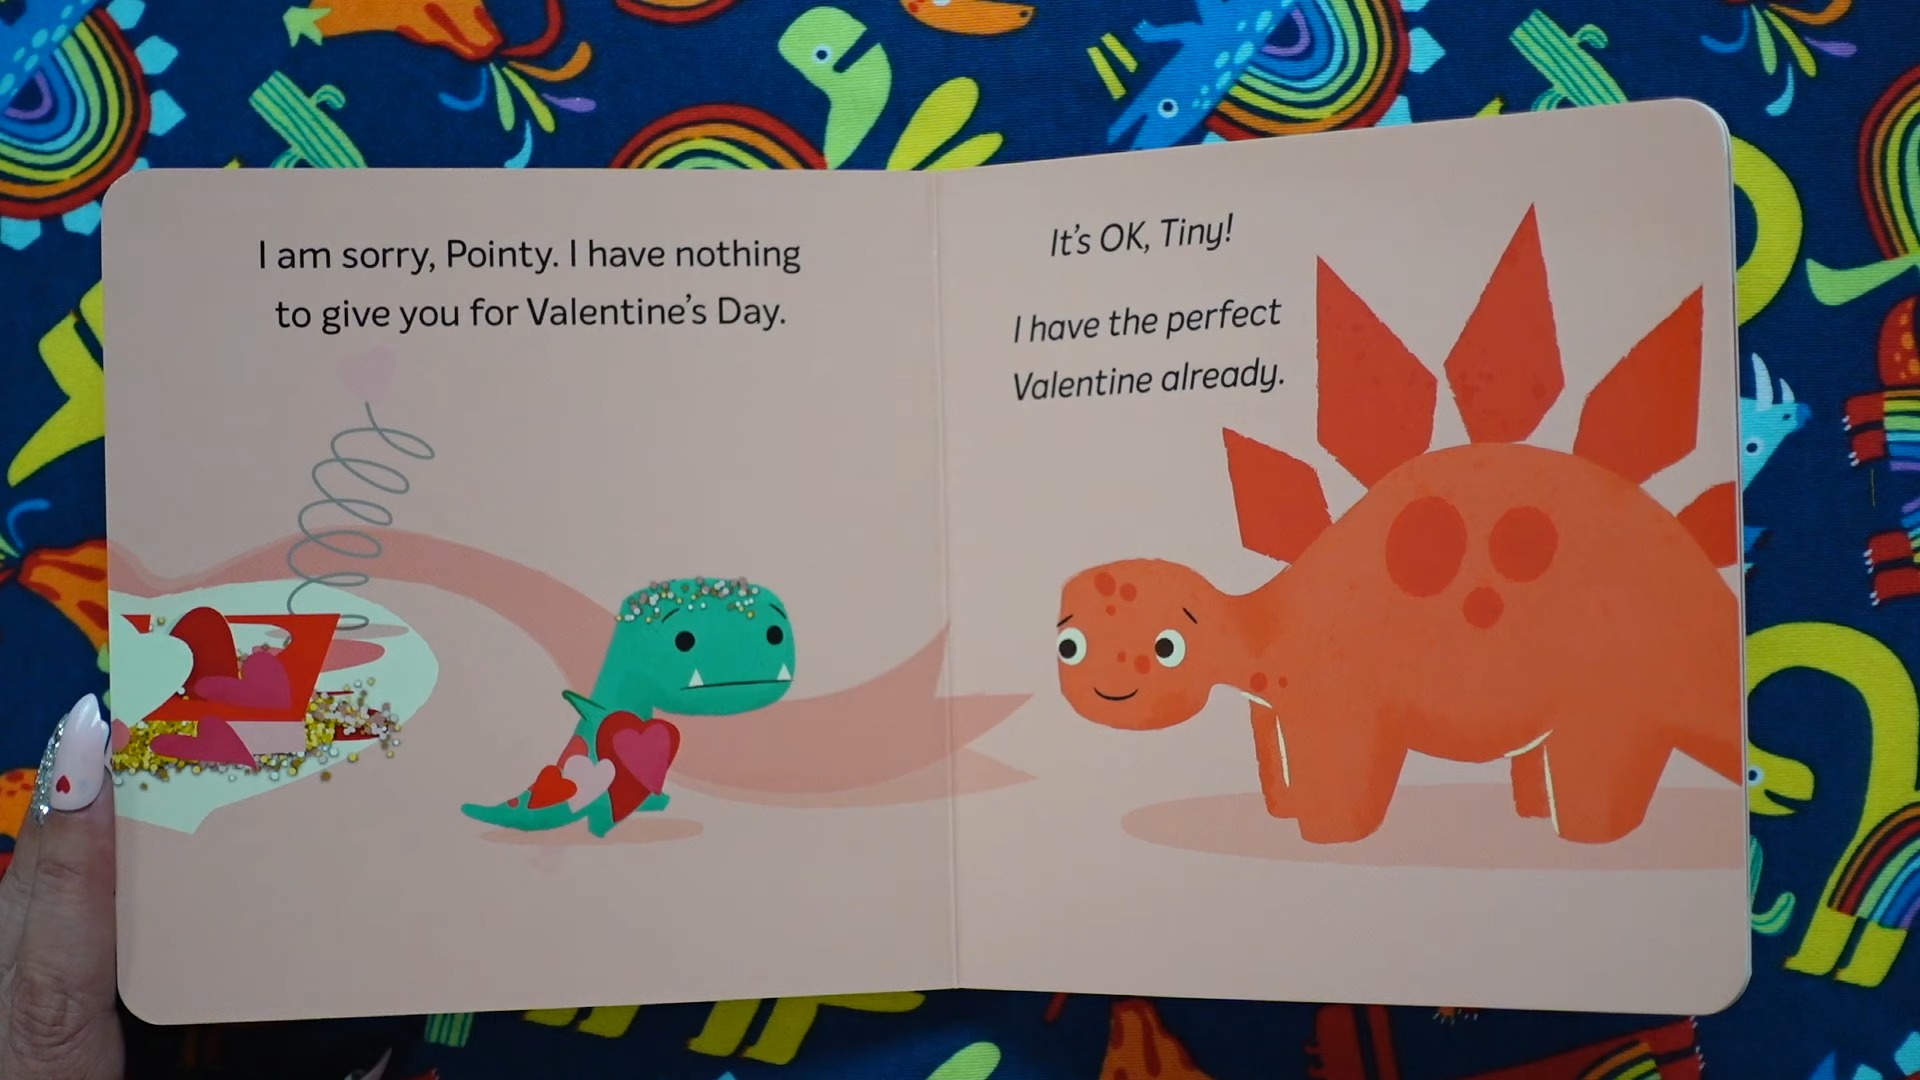 I am sorry, Pointy. I have nothing
to give you for Valentine’s Day.
It’s OK, Tiny!
I have the perfect
Valentine already.